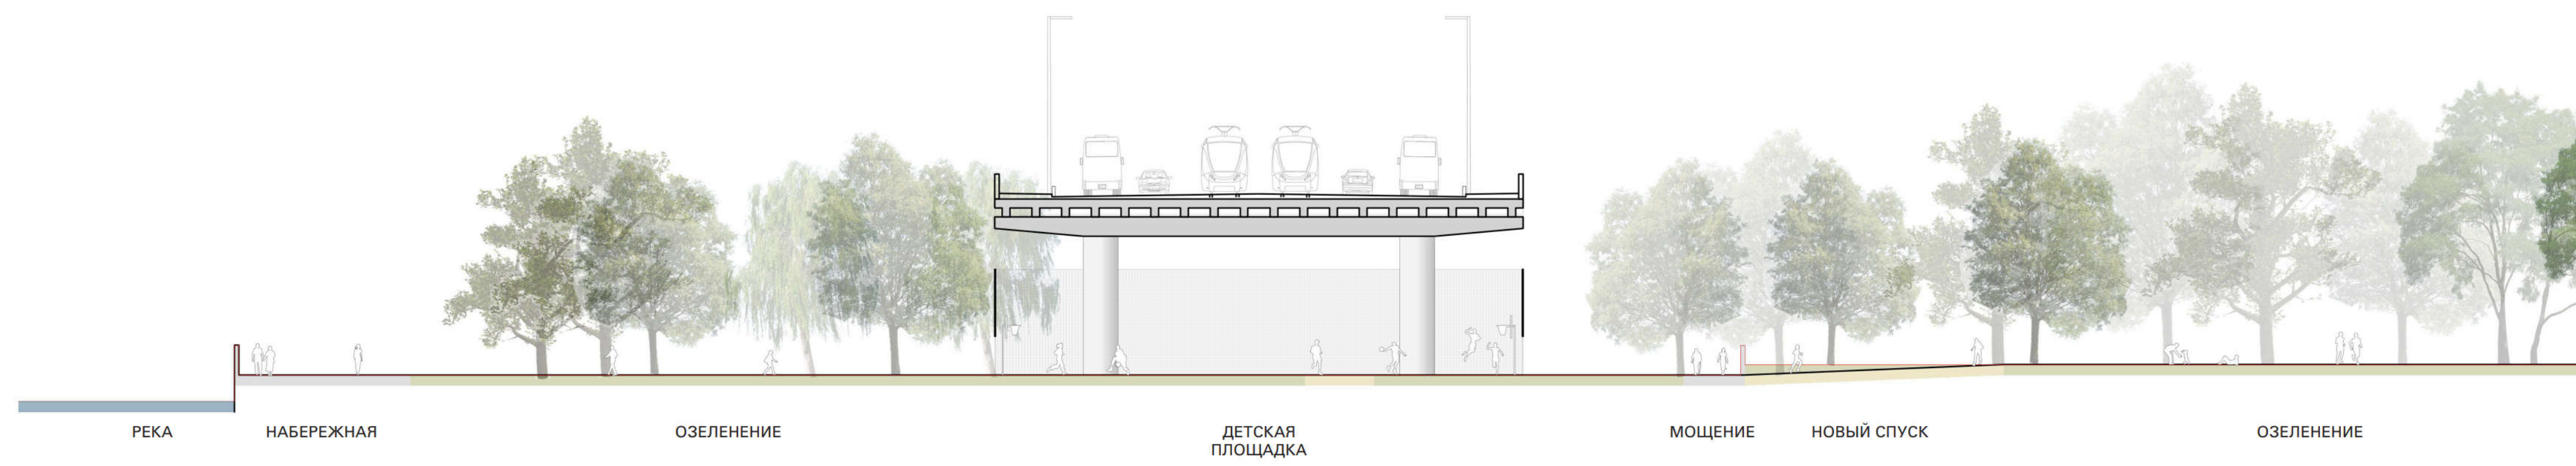 РЕКА
НАБЕРЕЖНАЯ
ОЗЕЛЕНЕНИЕ
ДЕТСКАЯ
ПЛОЩАДКА
МОЩЕНИЕ
НОВЫЙ СПУСК
ОЗЕЛЕНЕНИЕ